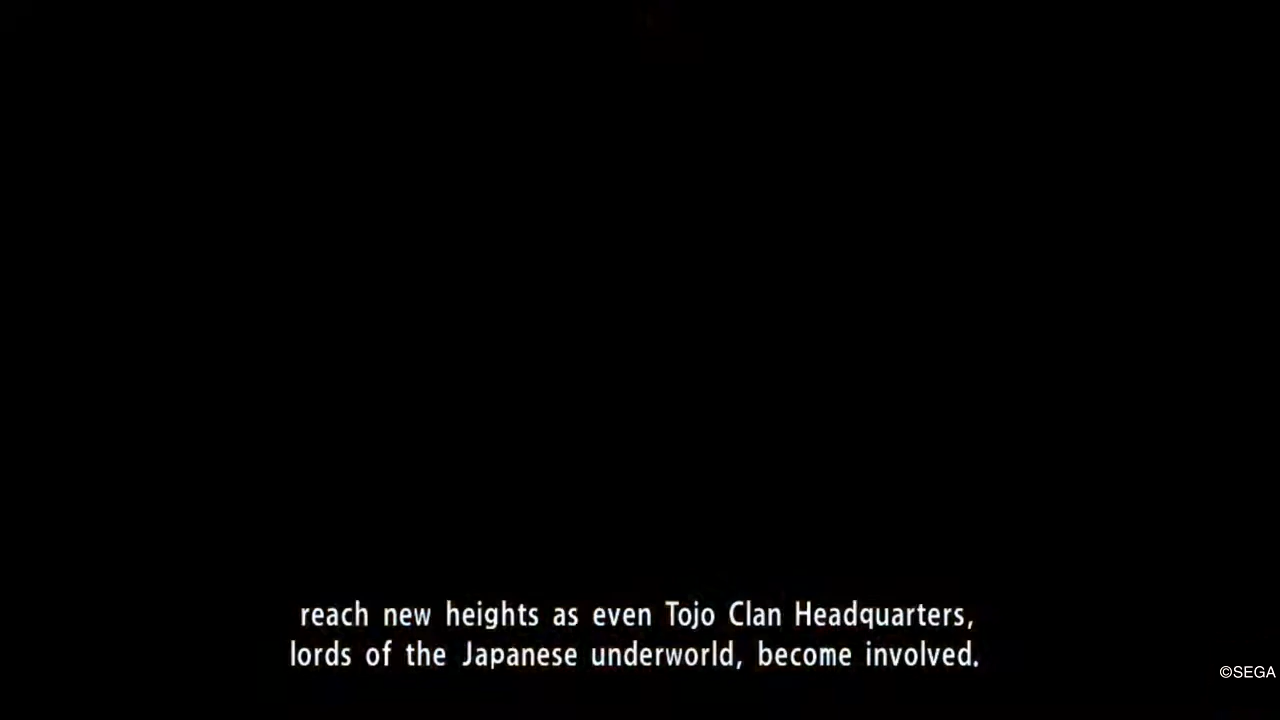 reach new heights as even Tojo Clan Headquarters,
lords of the Japanese underworld, become involved.
©SEGA